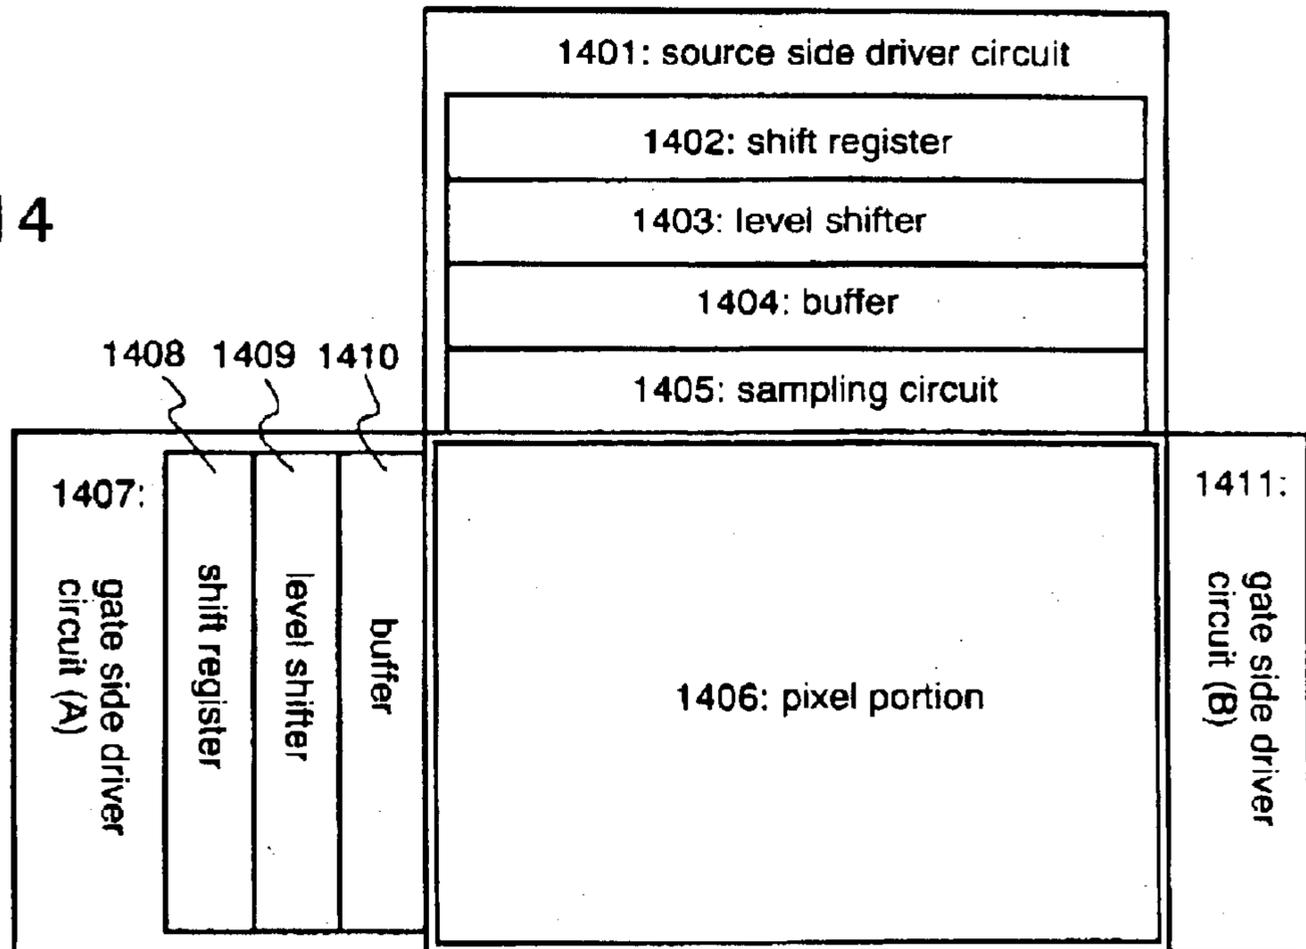 14
1401: source side driver circuit
1402: shift register
1403: level shifter
1404: buffer
1405: sampling circuit
1408 1409 1410
1407:
gate side driver
circuit (A)
shift register
level shifter
buffer
1406: pixel portion
1411:
gate side driver
circuit (B)